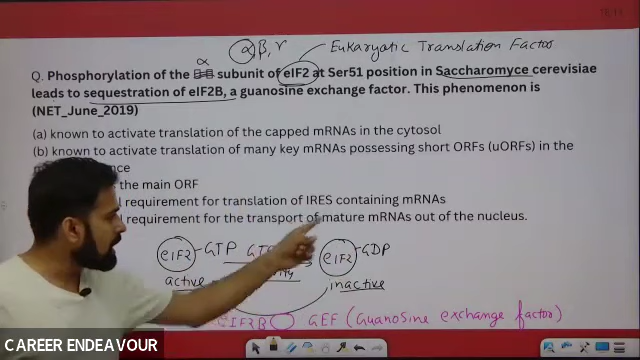 α, β, γ Eukaryotic Translation Factor
α
Q. Phosphorylation of the subunit of eIF2 at Ser51 position in Saccharomyce cerevisiae
leads to sequestration of eIF2B, a guanosine exchange factor. This phenomenon is
(NET_June_2019)
(a) known to activate translation of the capped mRNAs in the cytosol
(b) known to activate translation of many key mRNAs possessing short ORFs (uORFs) in the
the main ORF
requirement for translation of IRES containing mRNAs
requirement for the transport of mature mRNAs out of the nucleus.
eIF2 GTP eIF2 GDP
active inactive
eIF2B GEF (Guanosine exchange factor)
CAREER ENDEAVOUR